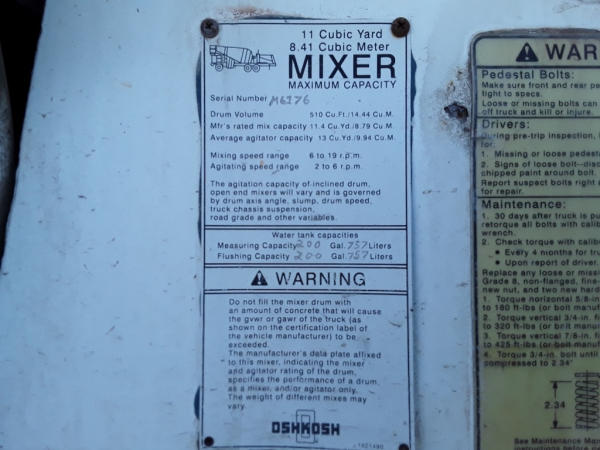 11 Cubic Yard
8.41 Cubic Meter
MIXER
MAXIMUM CAPACITY
Serial Number M6276
Drum Volume 510 Cu.Ft./14.44 Cu.M.
Mfr's rated mix capacity 11.4 Cu.Yd./8.79 Cu.M.
Average agitator capacity 13 Cu.Yd./9.94 Cu.M.
Mixing speed range 6 to 19 r.p.m.
Agitating speed range 2 to 6 r.p.m.
The agitation capacity of inclined drum,
open end mixers will vary and is governed
by drum axis angle, slump, drum speed,
truck chassis suspension,
road grade and other variables.
Water tank capacities
Measuring Capacity 200 Gal. 757 Liters
Flushing Capacity 200 Gal. 757 Liters
WARNING
Do not fill the mixer drum with
an amount of concrete that will cause
the gvwr or gawr of the truck (as
shown on the certification label of
the vehicle manufacturer) to be
exceeded.
The manufacturer's data plate affixed
to this mixer, indicating the mixer
and agitator rating of the drum,
specifies the performance of a drum,
as a mixer, and/or agitator only.
The weight of different mixes may
vary.
OSHKOSH
WAR
Pedestal Bolts:
Make sure front and rear pe
tight to specs.
Loose or missing bolts can
off truck and kill or injure.
Drivers:
During pre-trip inspection,
for:
1. Missing or loose pedest
2. Signs of loose bolt--disc
chipped paint around bolt.
Report suspect bolts right
for repair.
Maintenance:
1. 30 days after truck is pu
retorque all bolts with calib
wrench.
2. Check torque with calib
• Every 4 months for tru
• Upon report of driver.
Replace any loose or missi
Grade 8, non-flanged, fine-
new nut, and two new hard
1. Torque horizontal 5/8-in
to 180 ft-lbs (or bolt manuf
2. Torque vertical 3/4-in. f
to 320 ft-lbs (or bolt manuf
3. Torque vertical 7/8-in. f
to 425 ft-lbs (or bolt manuf
4. Torque 3/4-in. bolt until
compressed to 2.34"
2.34
See Maintenance Man